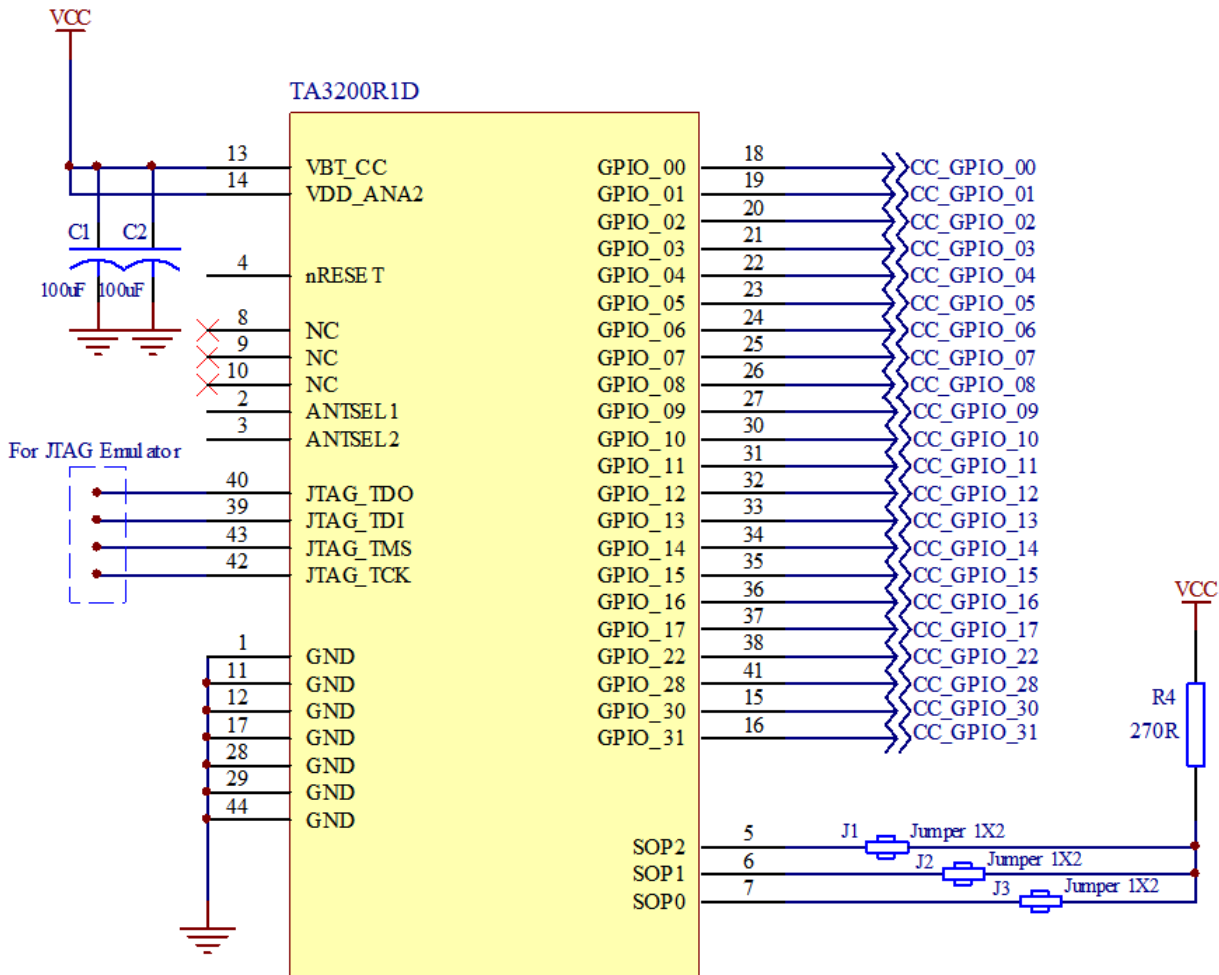 VCC
TA3200R1D
13 VBT_CC
14 VDD_ANA2
C1 C2
100uF 100uF
4 nRESET
8 NC
9 NC
10 NC
2 ANTSEL1
3 ANTSEL2
For JTAG Emulator
40 JTAG_TDO
39 JTAG_TDI
43 JTAG_TMS
42 JTAG_TCK
1 GND
11 GND
12 GND
17 GND
28 GND
29 GND
44 GND
GPIO_00 18 CC_GPIO_00
GPIO_01 19 CC_GPIO_01
GPIO_02 20 CC_GPIO_02
GPIO_03 21 CC_GPIO_03
GPIO_04 22 CC_GPIO_04
GPIO_05 23 CC_GPIO_05
GPIO_06 24 CC_GPIO_06
GPIO_07 25 CC_GPIO_07
GPIO_08 26 CC_GPIO_08
GPIO_09 27 CC_GPIO_09
GPIO_10 30 CC_GPIO_10
GPIO_11 31 CC_GPIO_11
GPIO_12 32 CC_GPIO_12
GPIO_13 33 CC_GPIO_13
GPIO_14 34 CC_GPIO_14
GPIO_15 35 CC_GPIO_15
GPIO_16 36 CC_GPIO_16
GPIO_17 37 CC_GPIO_17
GPIO_22 38 CC_GPIO_22
GPIO_28 41 CC_GPIO_28
GPIO_30 15 CC_GPIO_30
GPIO_31 16 CC_GPIO_31
VCC
R4
270R
SOP2 5 J1 Jumper 1X2
SOP1 6 J2 Jumper 1X2
SOP0 7 J3 Jumper 1X2